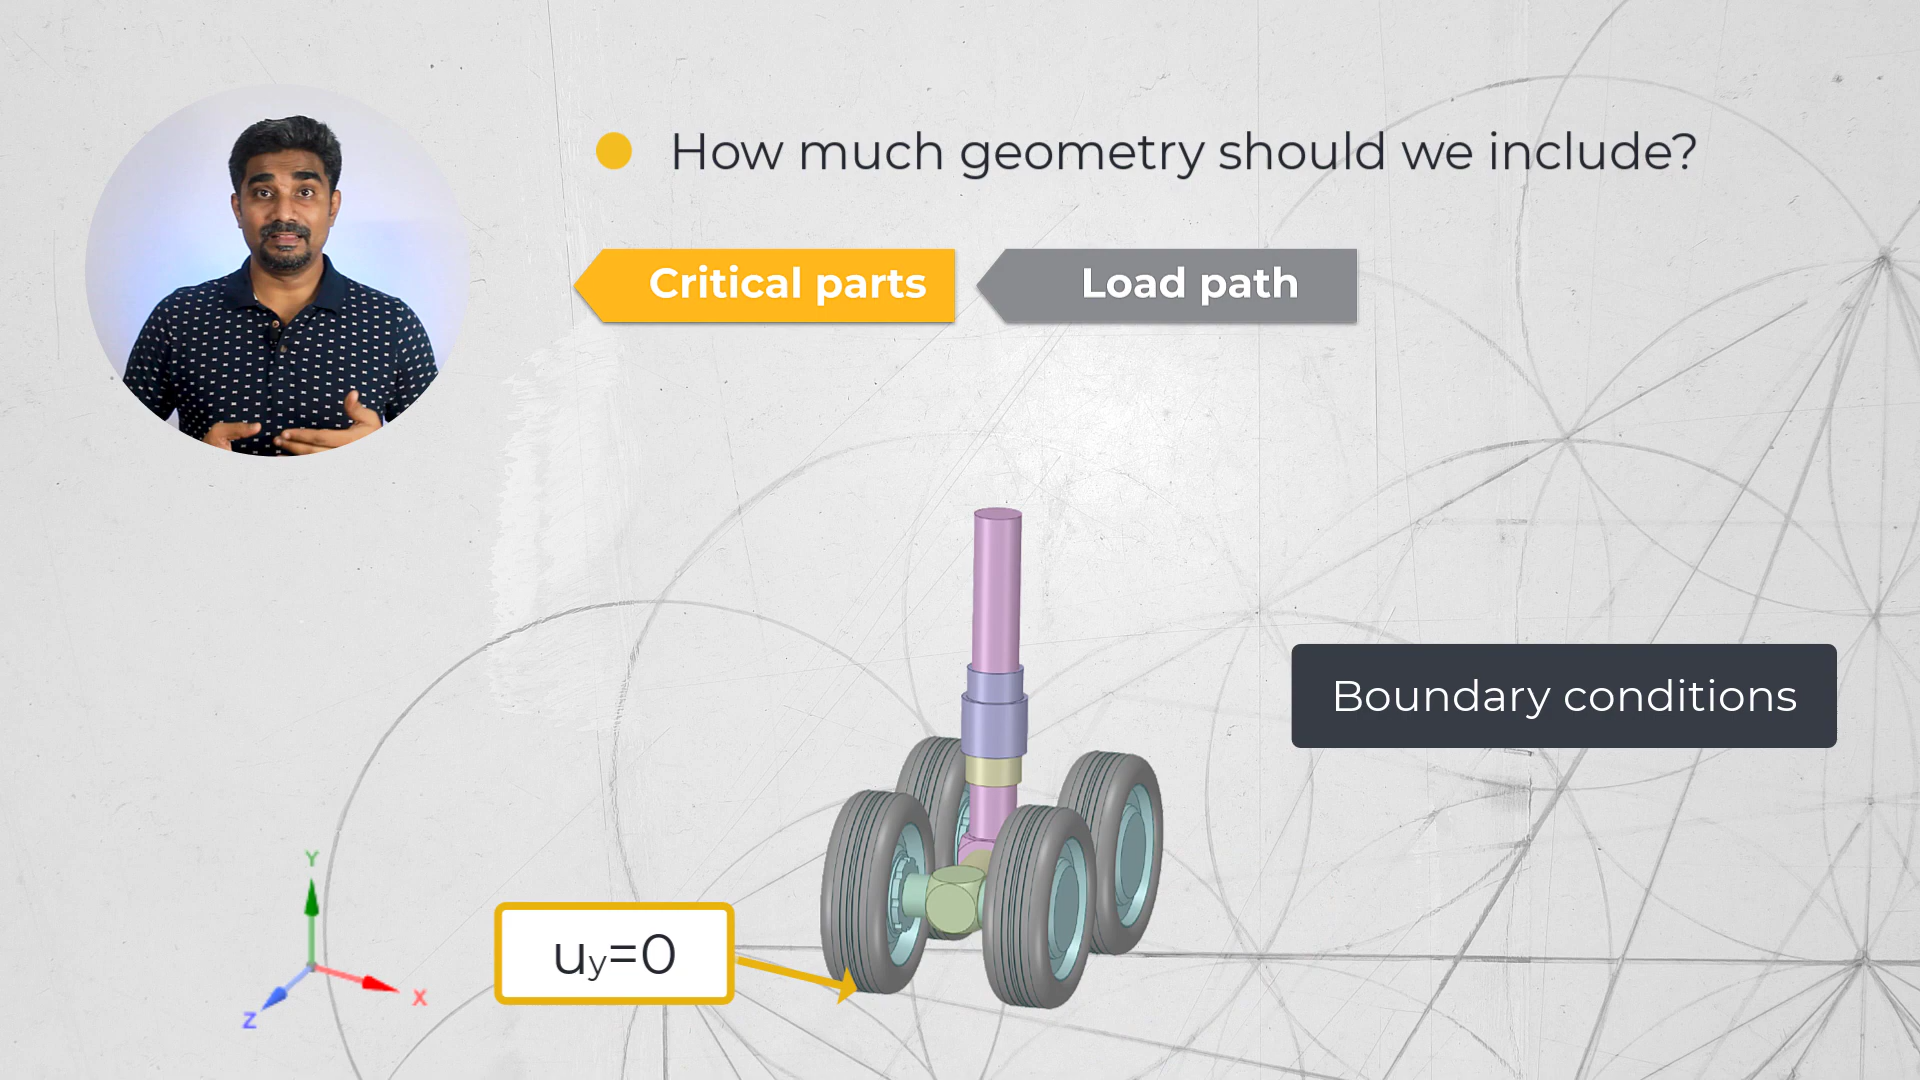 How much geometry should we include?
Critical parts
Load path
Boundary conditions
uy=0
Y
X
Z